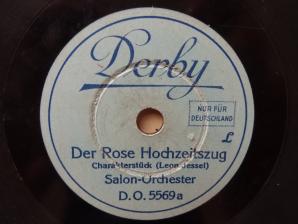 Derby
NUR FÜR
DEUTSCHLAND
L
Der Rose Hochzeitszug
Charakterstück (Leon Jessel)
Salon-Orchester
D.O. 5569a